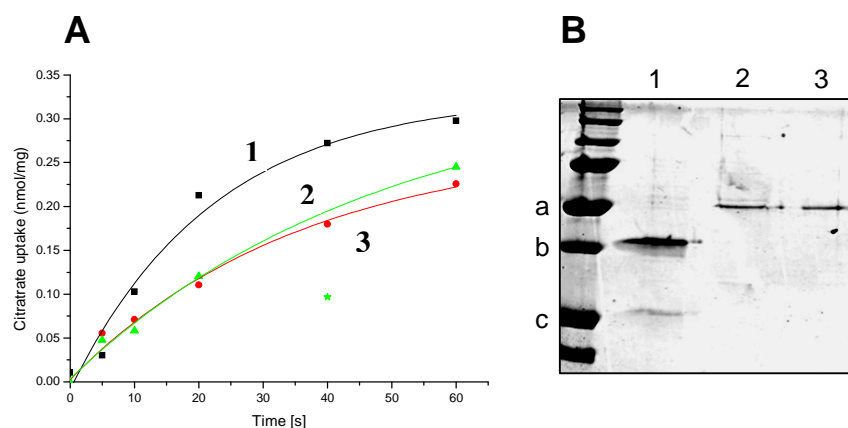 A
B
0.35
0.30
0.25
0.20
0.15
0.10
0.05
0.00
Citratrate uptake (nmol/mg)
1
2
3
0 10 20 30 40 50 60
Time [s]
1 2 3
a
b
c